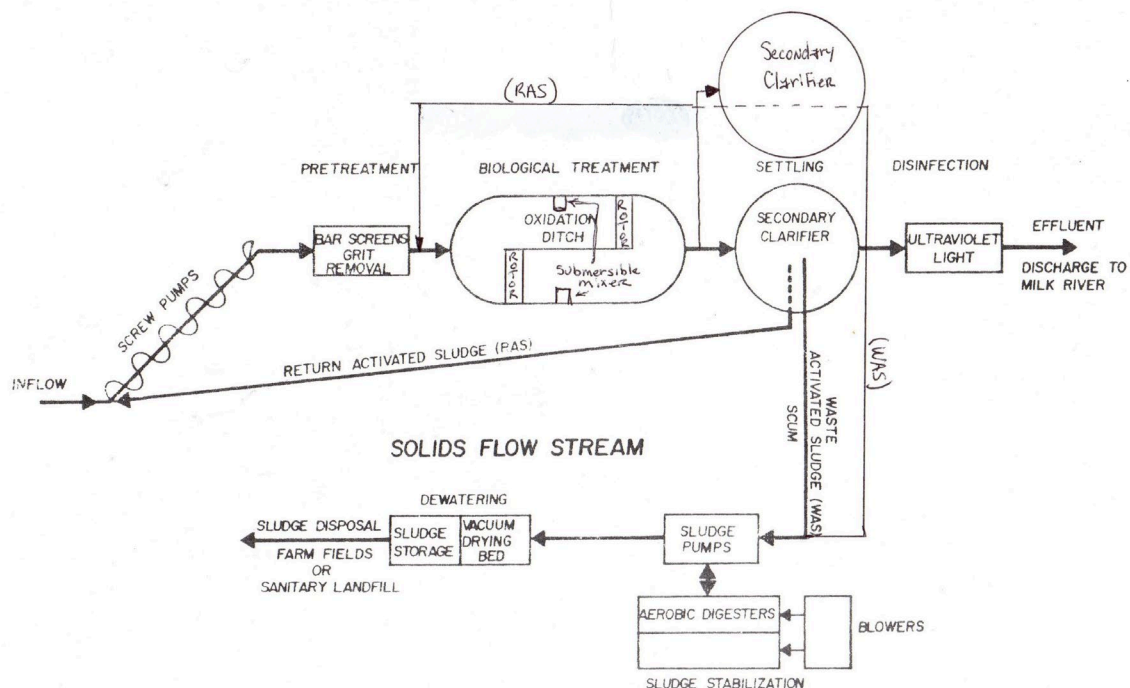 Secondary
Clarifier
(RAS)
PRETREATMENT
BIOLOGICAL TREATMENT
SETTLING
DISINFECTION
BAR SCREENS
GRIT
REMOVAL
OXIDATION
DITCH
ROTOR
ROTOR
Submersible
mixer
SECONDARY
CLARIFIER
ULTRAVIOLET
LIGHT
EFFLUENT
DISCHARGE TO
MILK RIVER
SCREW PUMPS
INFLOW
RETURN ACTIVATED SLUDGE (RAS)
SCUM
WASTE
ACTIVATED SLUDGE (WAS)
(WAS)
SOLIDS FLOW STREAM
DEWATERING
SLUDGE DISPOSAL
FARM FIELDS
OR
SANITARY LANDFILL
SLUDGE
STORAGE
VACUUM
DRYING
BED
SLUDGE
PUMPS
AEROBIC DIGESTERS
BLOWERS
SLUDGE STABILIZATION